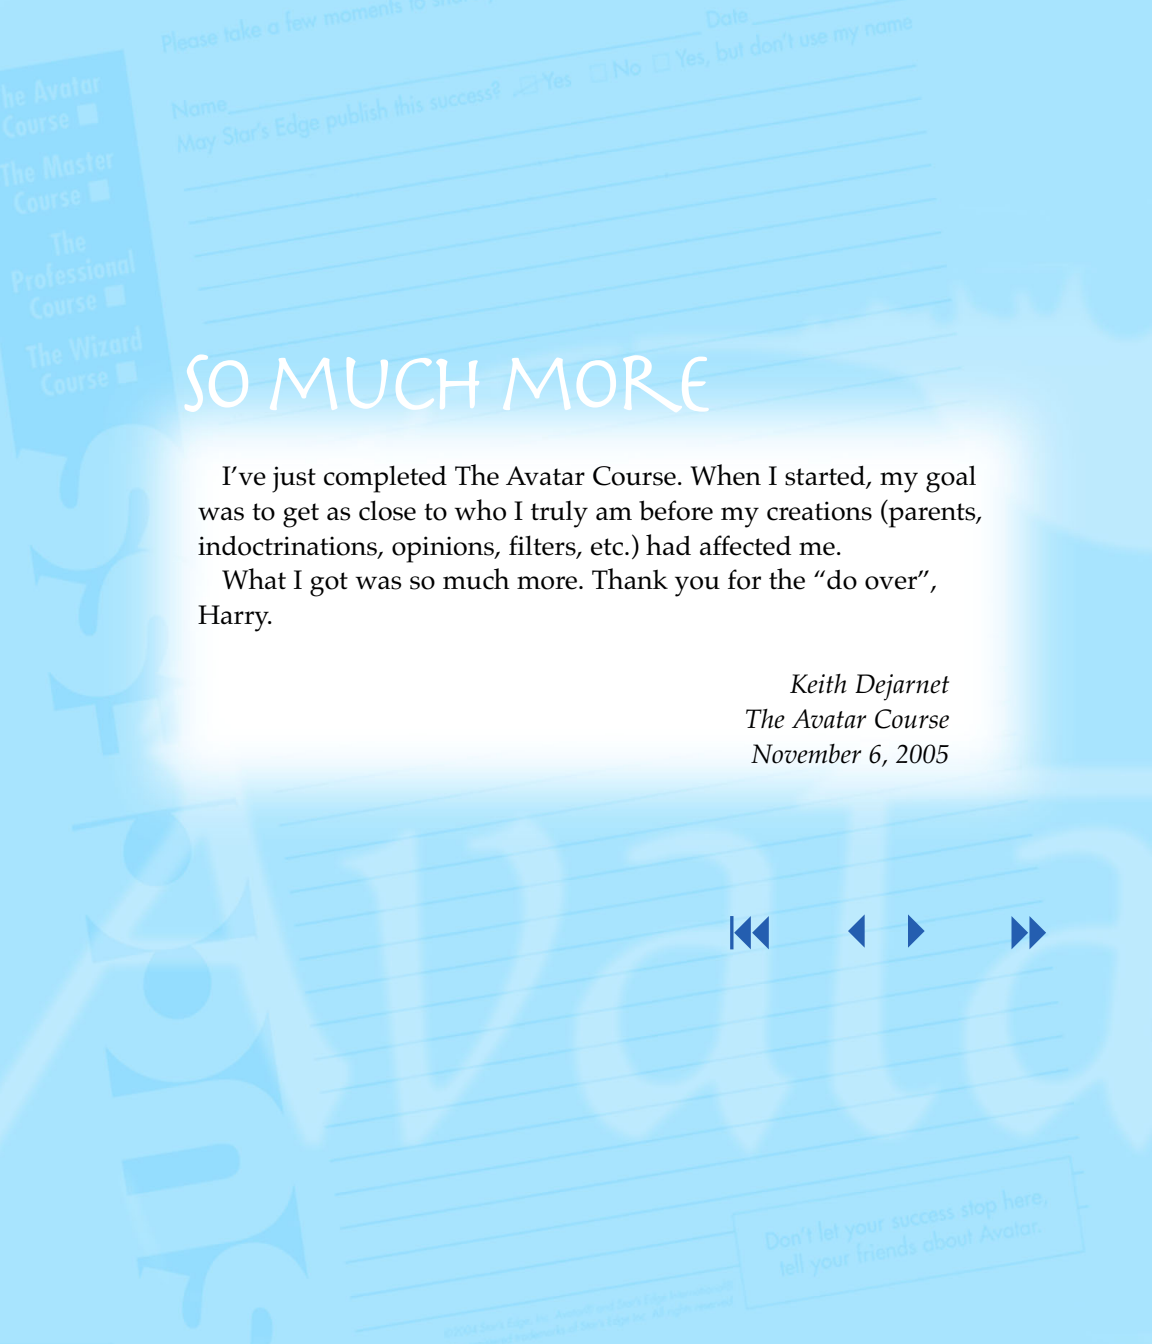 Please take a few moments to
Date
Name
May Star's Edge publish this success? Yes No Yes, but don't use my name
The Avatar
Course
The Master
Course
The
Professional
Course
The Wizard
Course
SO MUCH MORE
I've just completed The Avatar Course. When I started, my goal
was to get as close to who I truly am before my creations (parents,
indoctrinations, opinions, filters, etc.) had affected me.
What I got was so much more. Thank you for the “do over”,
Harry.
Keith Dejarnet
The Avatar Course
November 6, 2005
Avata
Don't let your success stop here,
tell your friends about Avatar.